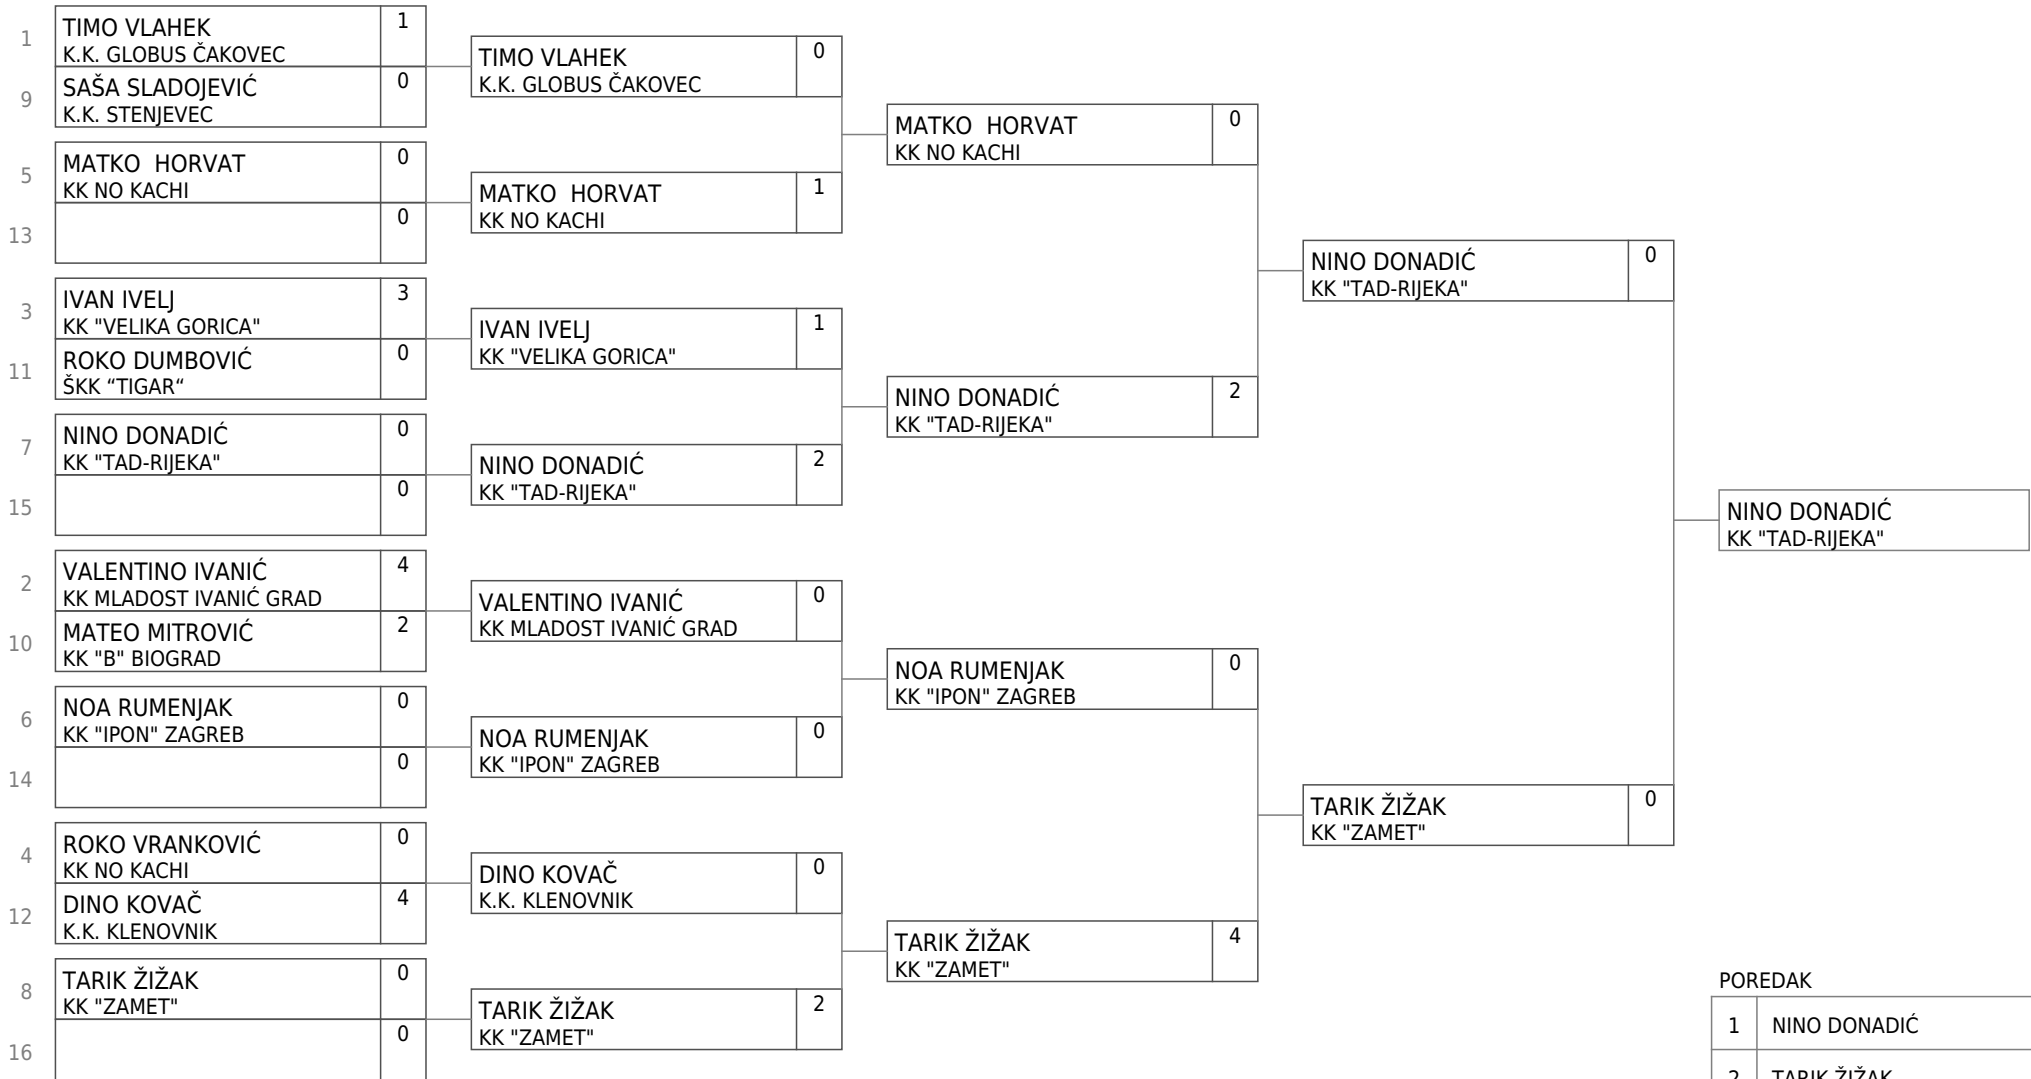 1
TIMO VLAHEK
1
K.K. GLOBUS ČAKOVEC
9
SAŠA SLADOJEVIĆ
0
K.K. STENJEVEC
5
MATKO  HORVAT
0
KK NO KACHI
13
0
3
IVAN IVELJ
3
KK "VELIKA GORICA"
11
ROKO DUMBOVIĆ
0
ŠKK “TIGAR“
7
NINO DONADIĆ
0
KK "TAD-RIJEKA"
15
0
2
VALENTINO IVANIĆ
4
KK MLADOST IVANIĆ GRAD
10
MATEO MITROVIĆ
2
KK "B" BIOGRAD
6
NOA RUMENJAK
0
KK "IPON" ZAGREB
14
0
4
ROKO VRANKOVIĆ
0
KK NO KACHI
12
DINO KOVAČ
4
K.K. KLENOVNIK
8
TARIK ŽIŽAK
0
KK "ZAMET"
16
0
TIMO VLAHEK
0
K.K. GLOBUS ČAKOVEC
MATKO  HORVAT
1
KK NO KACHI
IVAN IVELJ
1
KK "VELIKA GORICA"
NINO DONADIĆ
2
KK "TAD-RIJEKA"
VALENTINO IVANIĆ
0
KK MLADOST IVANIĆ GRAD
NOA RUMENJAK
0
KK "IPON" ZAGREB
DINO KOVAČ
0
K.K. KLENOVNIK
TARIK ŽIŽAK
2
KK "ZAMET"
MATKO  HORVAT
0
KK NO KACHI
NINO DONADIĆ
2
KK "TAD-RIJEKA"
NOA RUMENJAK
0
KK "IPON" ZAGREB
TARIK ŽIŽAK
4
KK "ZAMET"
NINO DONADIĆ
0
KK "TAD-RIJEKA"
TARIK ŽIŽAK
0
KK "ZAMET"
NINO DONADIĆ
KK "TAD-RIJEKA"
POREDAK
1 NINO DONADIĆ
2 TARIK ŽIŽAK